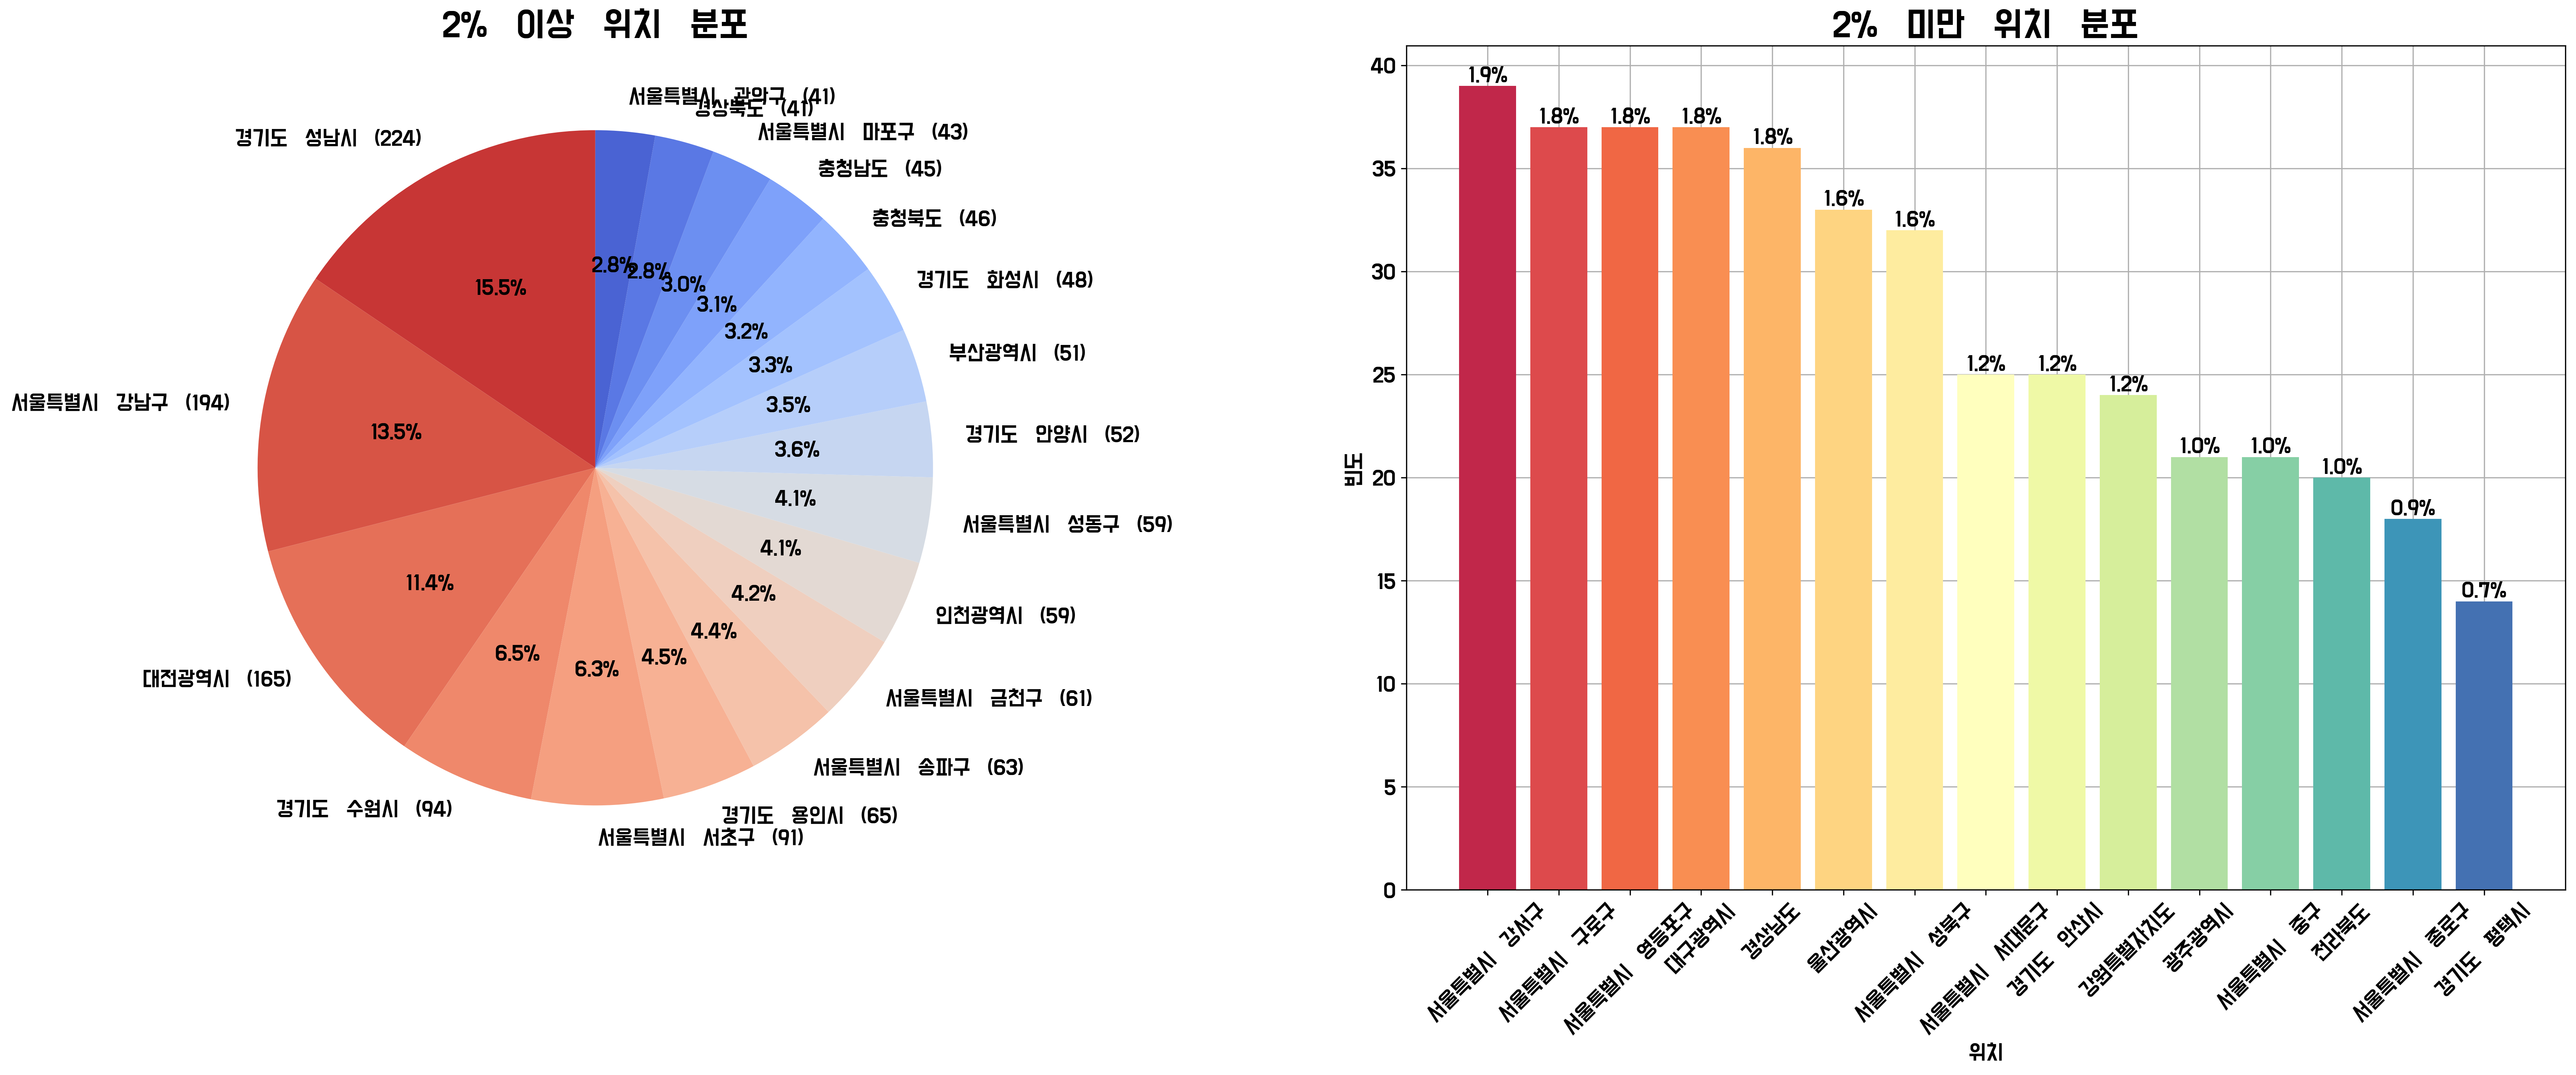 2% 이상 위치 분포
서울특별시 관악구 (41)
경상북도 (41)
서울특별시 마포구 (43)
충청남도 (45)
충청북도 (46)
경기도 화성시 (48)
부산광역시 (51)
경기도 안양시 (52)
서울특별시 성동구 (59)
인천광역시 (59)
서울특별시 금천구 (61)
서울특별시 송파구 (63)
경기도 용인시 (65)
서울특별시 서초구 (91)
경기도 수원시 (94)
대전광역시 (165)
서울특별시 강남구 (194)
경기도 성남시 (224)
2.8%
2.8%
3.0%
3.1%
3.2%
3.3%
3.5%
3.6%
4.1%
4.1%
4.2%
4.4%
4.5%
6.3%
6.5%
11.4%
13.5%
15.5%
2% 미만 위치 분포
빈도
40
35
30
25
20
15
10
5
0
1.9%
1.8%
1.8%
1.8%
1.8%
1.6%
1.6%
1.2%
1.2%
1.2%
1.0%
1.0%
1.0%
0.9%
0.7%
서울특별시 강서구
서울특별시 구로구
서울특별시 영등포구
대구광역시
경상남도
울산광역시
서울특별시 성북구
서울특별시 서대문구
경기도 안산시
강원특별자치도
광주광역시
서울특별시 중구
전라북도
서울특별시 종로구
경기도 평택시
위치